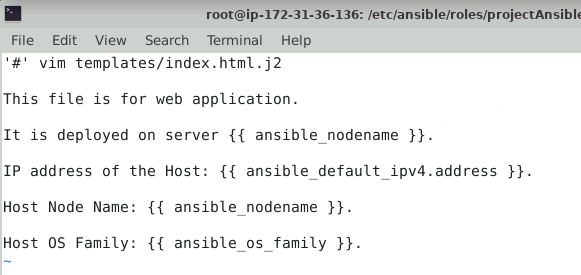 root@ip-172-31-36-136: /etc/ansible/roles/projectAnsible
File Edit View Search Terminal Help
'#' vim templates/index.html.j2
This file is for web application.
It is deployed on server {{ ansible_nodename }}.
IP address of the Host: {{ ansible_default_ipv4.address }}.
Host Node Name: {{ ansible_nodename }}.
Host OS Family: {{ ansible_os_family }}.
~